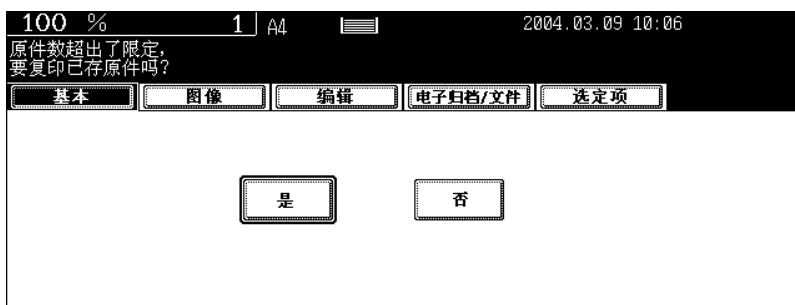 100 % 1 A4 2004.03.09 10:06
原件数超出了限定,
要复印已存原件吗?
基本 图像 编辑 电子归档/文件 选定项
是 否